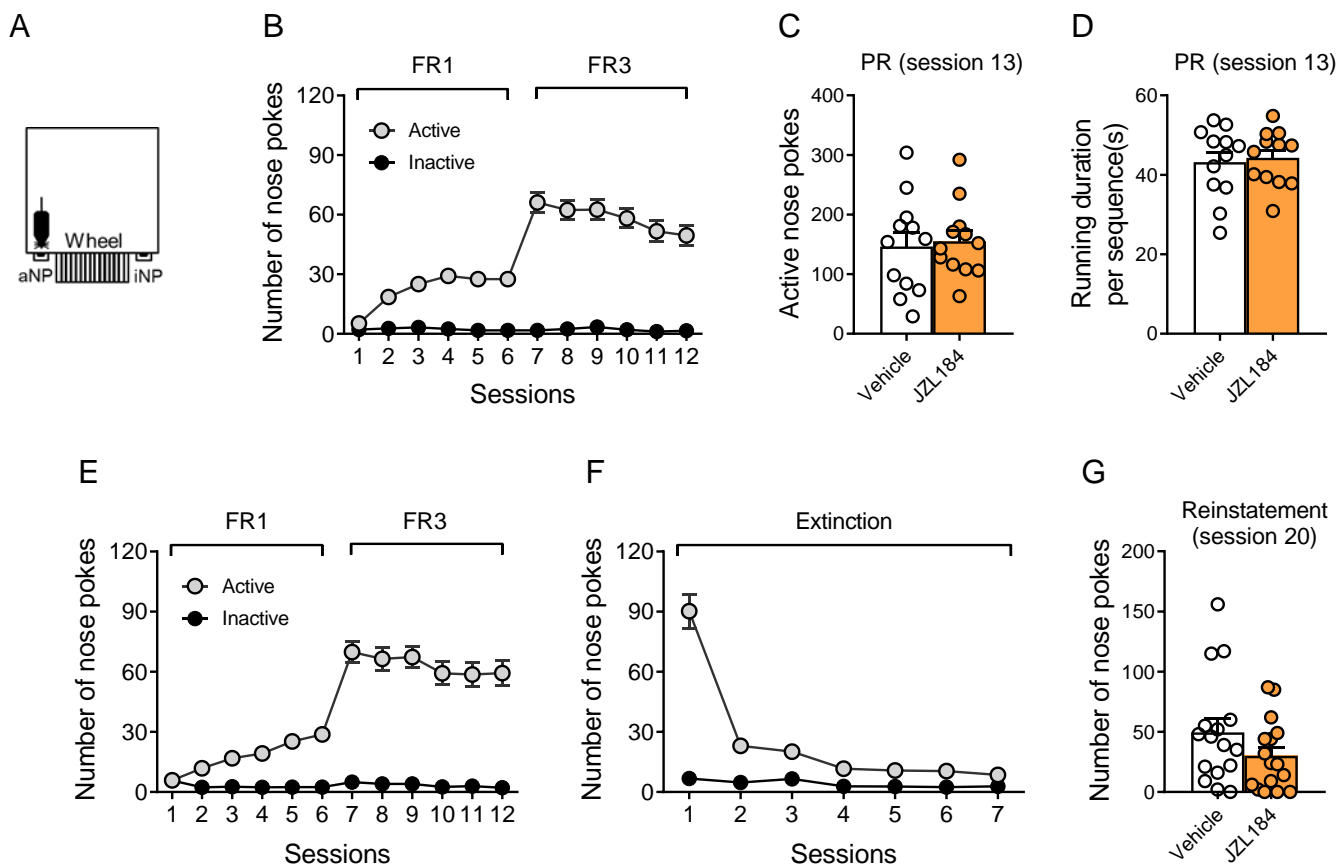 A
Wheel
aNP
iNP
B
FR1
FR3
Number of nose pokes
120
90
60
30
0
Active
Inactive
1 2 3 4 5 6 7 8 9 10 11 12
Sessions
C
PR (session 13)
Active nose pokes
400
300
200
100
0
Vehicle
JZL184
D
PR (session 13)
Running duration
per sequence(s)
60
40
20
0
Vehicle
JZL184
E
FR1
FR3
Number of nose pokes
120
90
60
30
0
Active
Inactive
1 2 3 4 5 6 7 8 9 10 11 12
Sessions
F
Extinction
Number of nose pokes
120
90
60
30
0
1 2 3 4 5 6 7
Sessions
G
Reinstatement
(session 20)
Number of nose pokes
200
150
100
50
0
Vehicle
JZL184